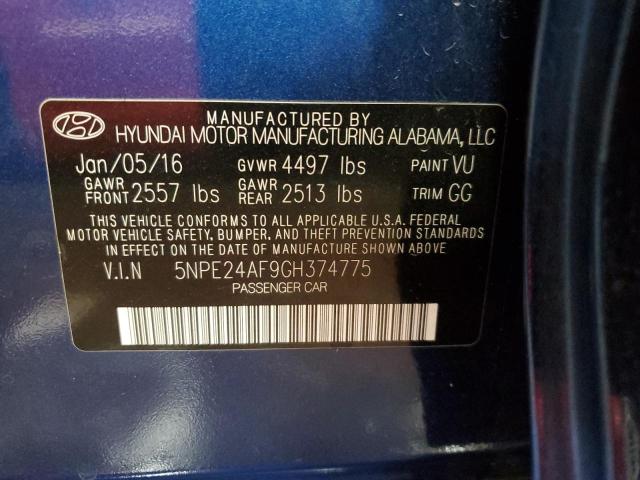 MANUFACTURED BY
HYUNDAI MOTOR MANUFACTURING ALABAMA, LLC
Jan/05/16 GVWR 4497 lbs PAINT VU
GAWR FRONT 2557 lbs GAWR REAR 2513 lbs TRIM GG
THIS VEHICLE CONFORMS TO ALL APPLICABLE U.S.A. FEDERAL
MOTOR VEHICLE SAFETY, BUMPER, AND THEFT PREVENTION STANDARDS
IN EFFECT ON THE DATE OF MANUFACTURE SHOWN ABOVE
V.I.N 5NPE24AF9GH374775
PASSENGER CAR